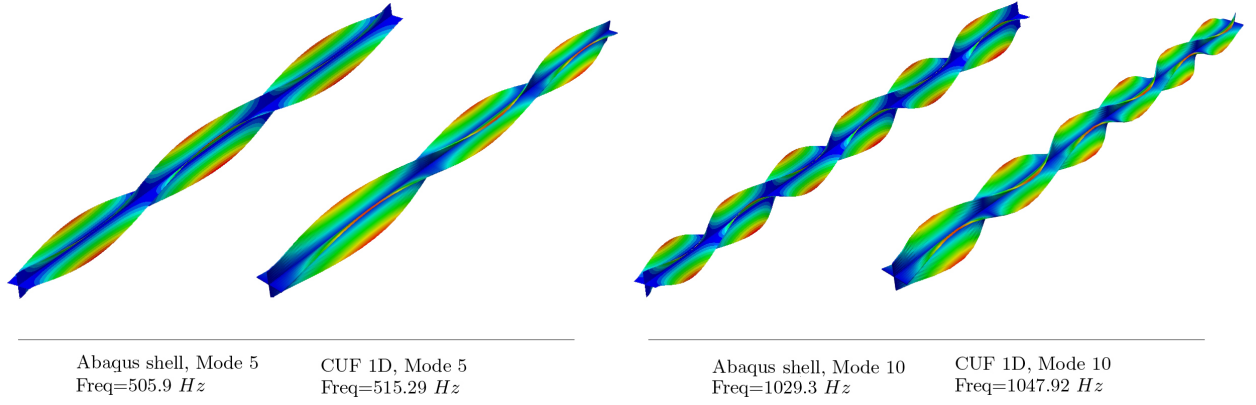 Abaqus shell, Mode 5
Freq=505.9 Hz
CUF 1D, Mode 5
Freq=515.29 Hz
Abaqus shell, Mode 10
Freq=1029.3 Hz
CUF 1D, Mode 10
Freq=1047.92 Hz